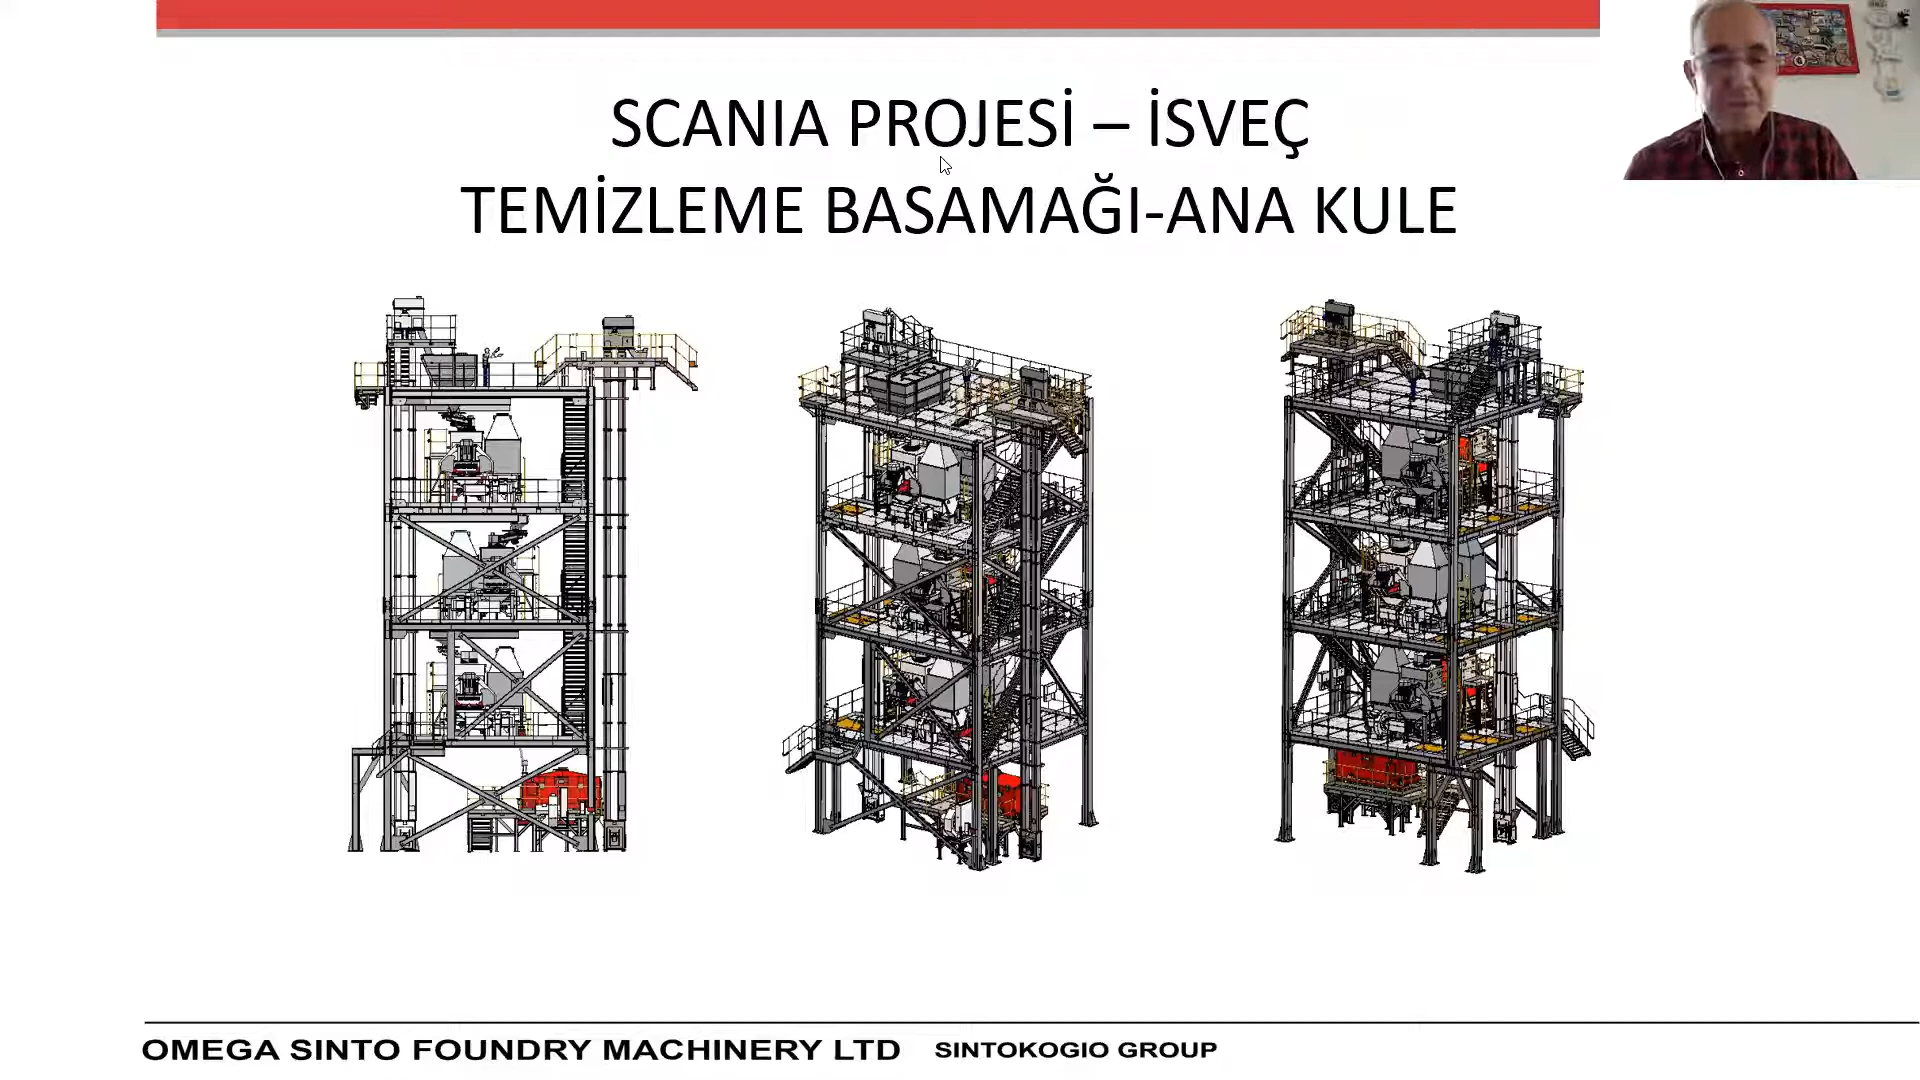 SCANIA PROJESİ – İSVEÇ
TEMİZLEME BASAMAĞI-ANA KULE
OMEGA SINTO FOUNDRY MACHINERY LTD SINTOKOGIO GROUP